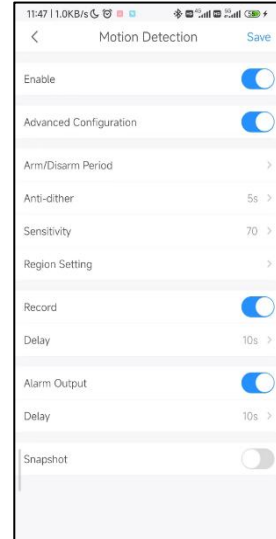 11:47 | 1.0KB/s
Motion Detection Save
Enable
Advanced Configuration
Arm/Disarm Period
Anti-dither 5s
Sensitivity 70
Region Setting
Record
Delay 10s
Alarm Output
Delay 10s
Snapshot